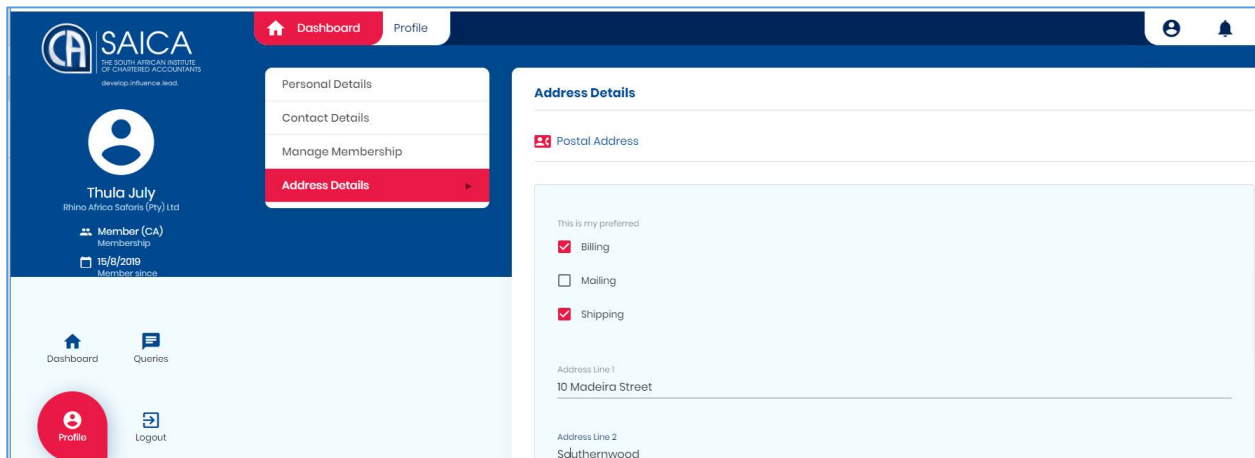 CA
SAICA
THE SOUTH AFRICAN INSTITUTE
OF CHARTERED ACCOUNTANTS
develop.influence.lead.
Dashboard
Profile
Thula July
Rhino Africa Safaris (Pty) Ltd
Member (CA)
Membership
15/8/2019
Member since
Dashboard
Queries
Profile
Logout
Personal Details
Contact Details
Manage Membership
Address Details
Address Details
Postal Address
This is my preferred
Billing
Mailing
Shipping
Address Line 1
10 Madeira Street
Address Line 2
Southernwood